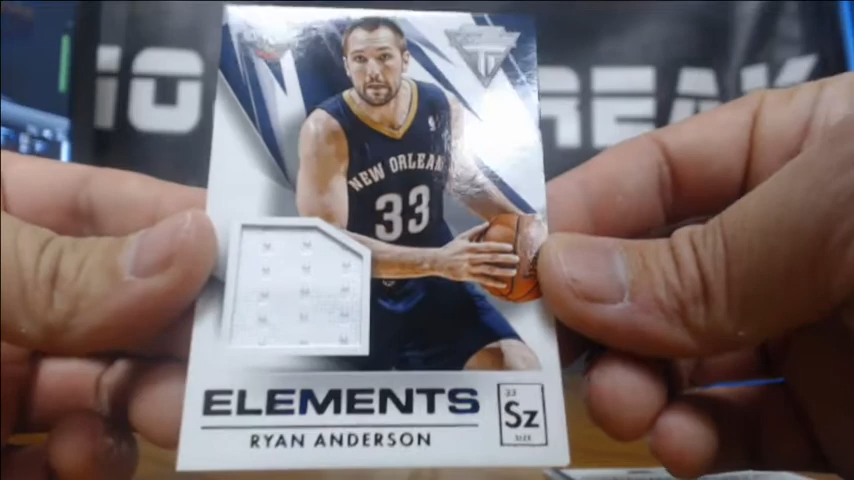 NEW ORLEANS
33
ELEMENTS
RYAN ANDERSON
33
Sz
SIZE